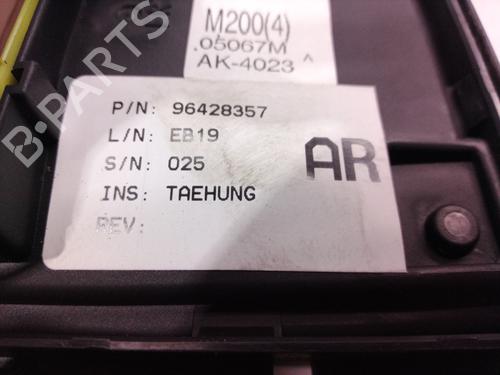 M200(4)
.05067M
AK-4023 ^
P/N: 96428357
L/N: EB19
S/N: 025
INS: TAEHUNG
REV:
AR
B-PARTS